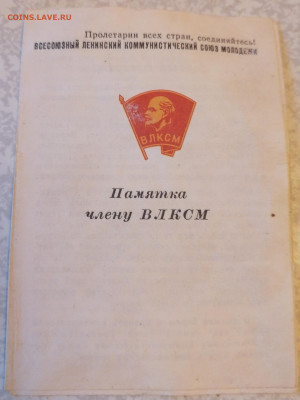 COINS.LAVE.RU
Пролетарии всех стран, соединяйтесь!
ВСЕСОЮЗНЫЙ ЛЕНИНСКИЙ КОММУНИСТИЧЕСКИЙ СОЮЗ МОЛОДЕЖИ
ВЛКСМ
Памятка
члену ВЛКСМ